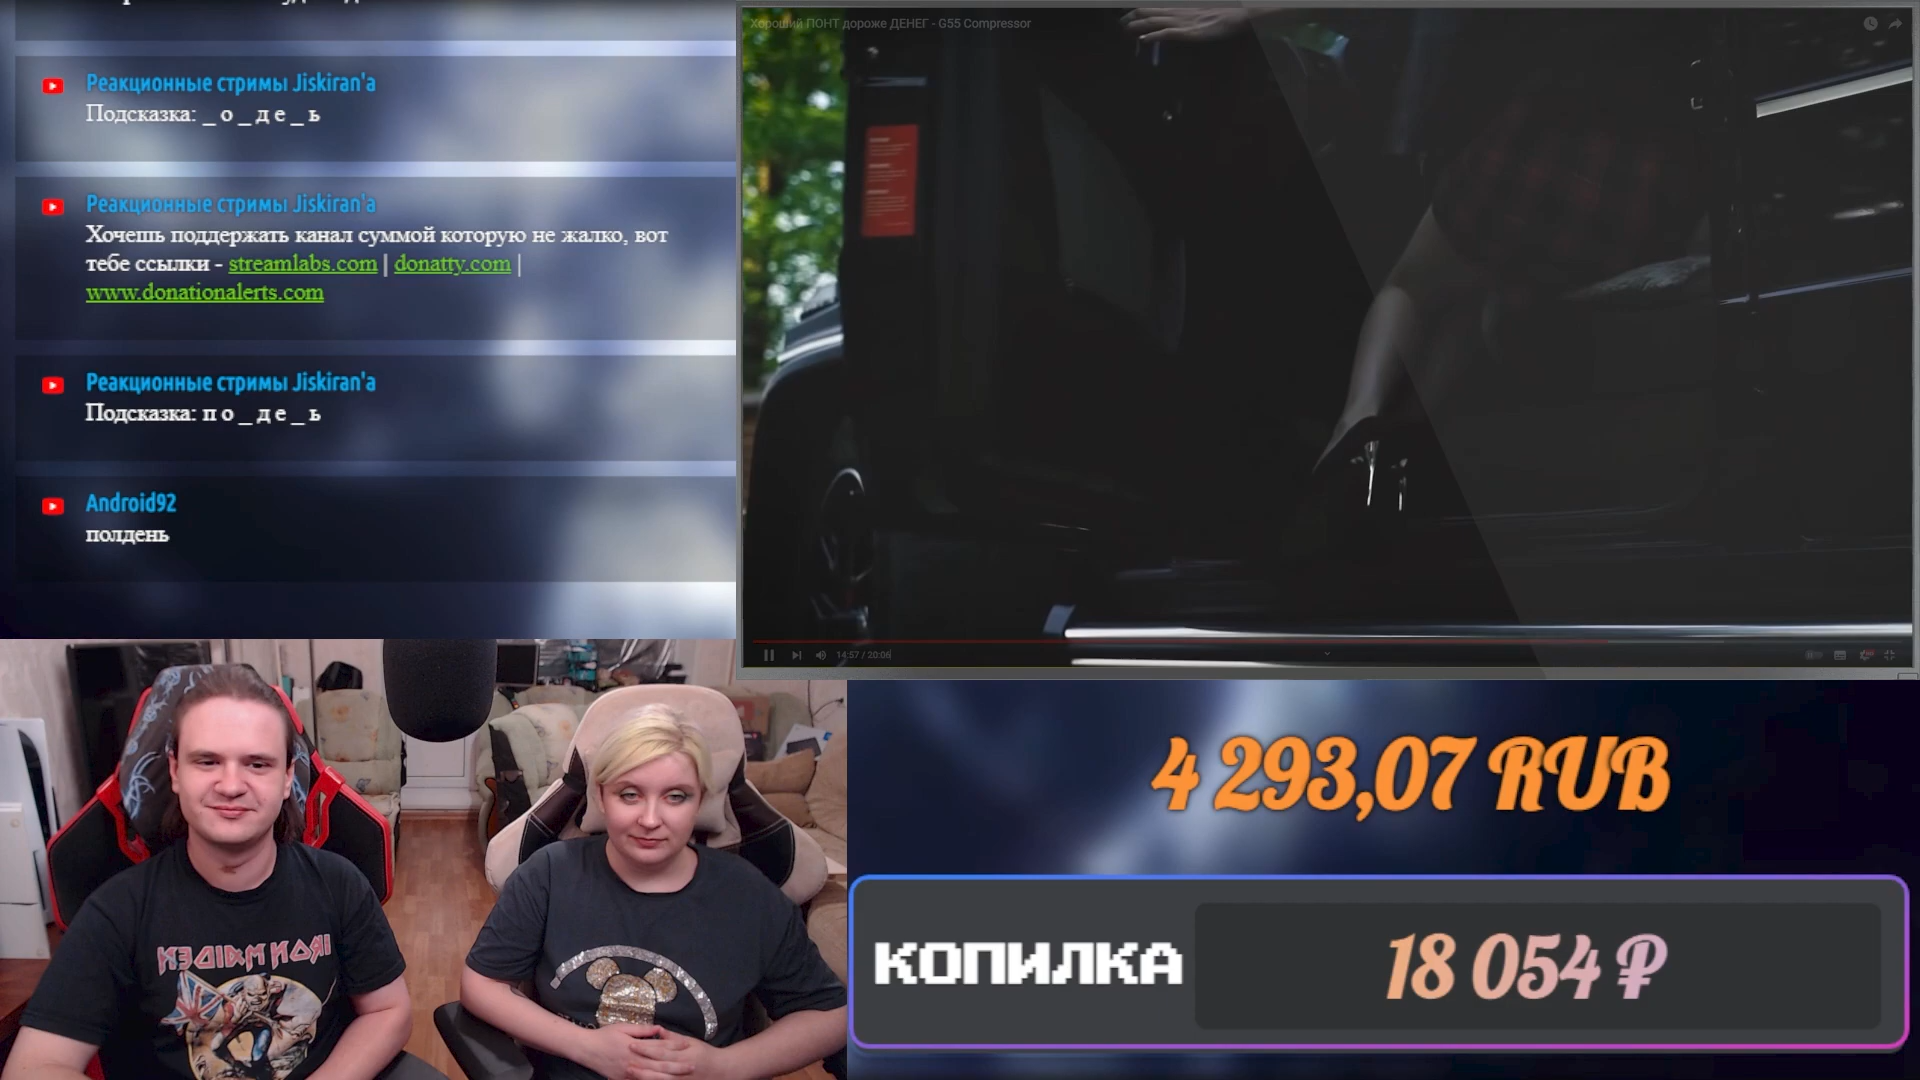 Реакционные стримы Jiskiran'a
Подсказка: _ о _ д е _ ь
Реакционные стримы Jiskiran'a
Хочешь поддержать канал суммой которую не жалко, вот
тебе ссылки - streamlabs.com | donatty.com |
www.donationalerts.com
Реакционные стримы Jiskiran'a
Подсказка: п о _ д е _ ь
Android92
полдень
Хороший ПОНТ дороже ДЕНЕГ - G55 Compressor
14:57 / 20:06
IRON MAIDEN
4 293,07 RUB
КОПИЛКА
18 054 ₽